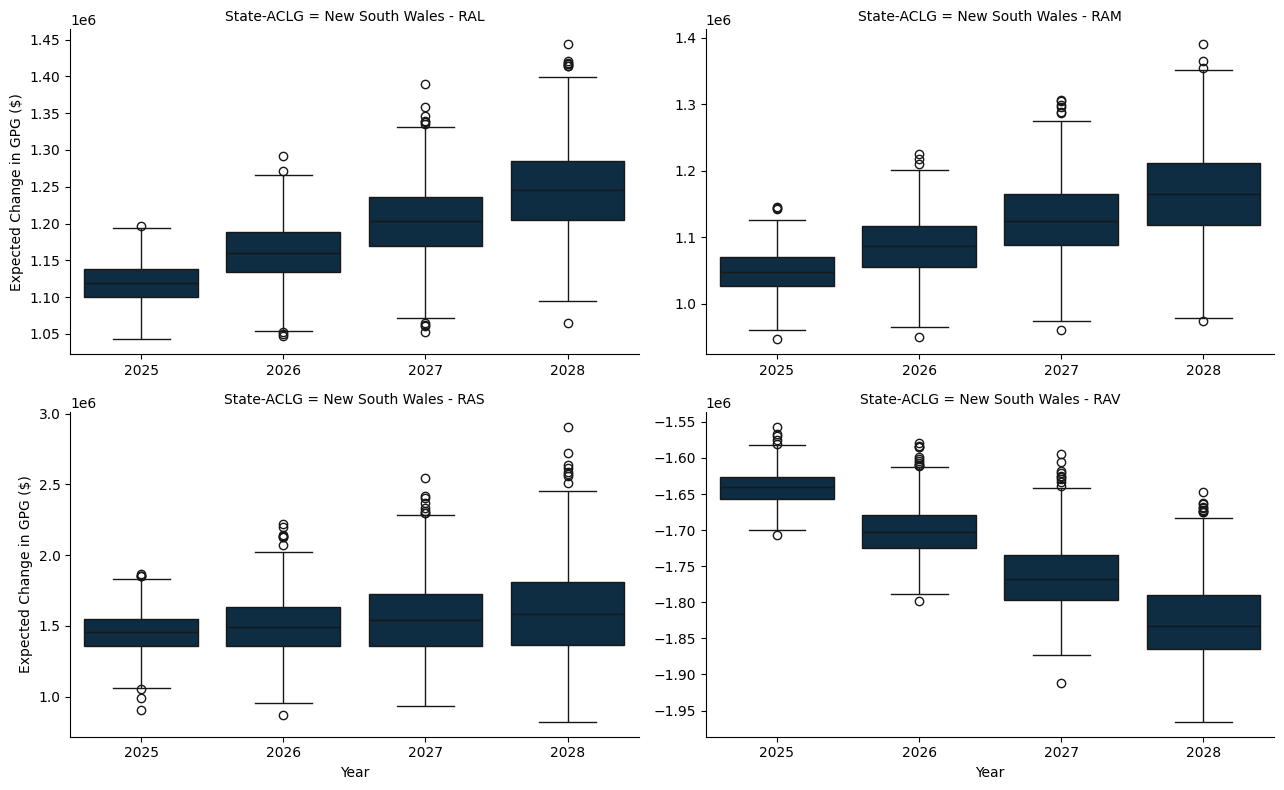 State-ACLG = New South Wales - RAL
1e6
1.45
1.40
1.35
1.30
1.25
1.20
1.15
1.10
1.05
Expected Change in GPG ($)
2025 2026 2027 2028
State-ACLG = New South Wales - RAM
1e6
1.4
1.3
1.2
1.1
1.0
2025 2026 2027 2028
State-ACLG = New South Wales - RAS
1e6
3.0
2.5
2.0
1.5
1.0
Expected Change in GPG ($)
2025 2026 2027 2028
Year
State-ACLG = New South Wales - RAV
1e6
−1.55
−1.60
−1.65
−1.70
−1.75
−1.80
−1.85
−1.90
−1.95
2025 2026 2027 2028
Year